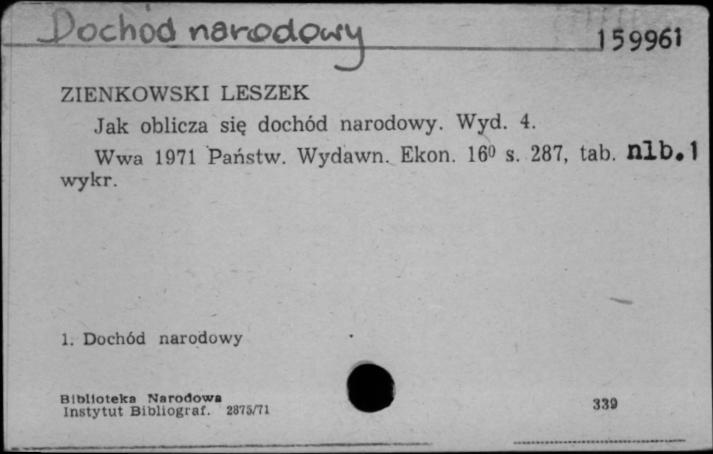 Dochód narodowy
159961
ZIENKOWSKI LESZEK
Jak oblicza się dochód narodowy. Wyd. 4.
Wwa 1971 Państw. Wydawn. Ekon. 16⁰ s. 287, tab. nlb. 1
wykr.
1. Dochód narodowy
Biblioteka Narodowa
Instytut Bibliograf. 2875/71
339